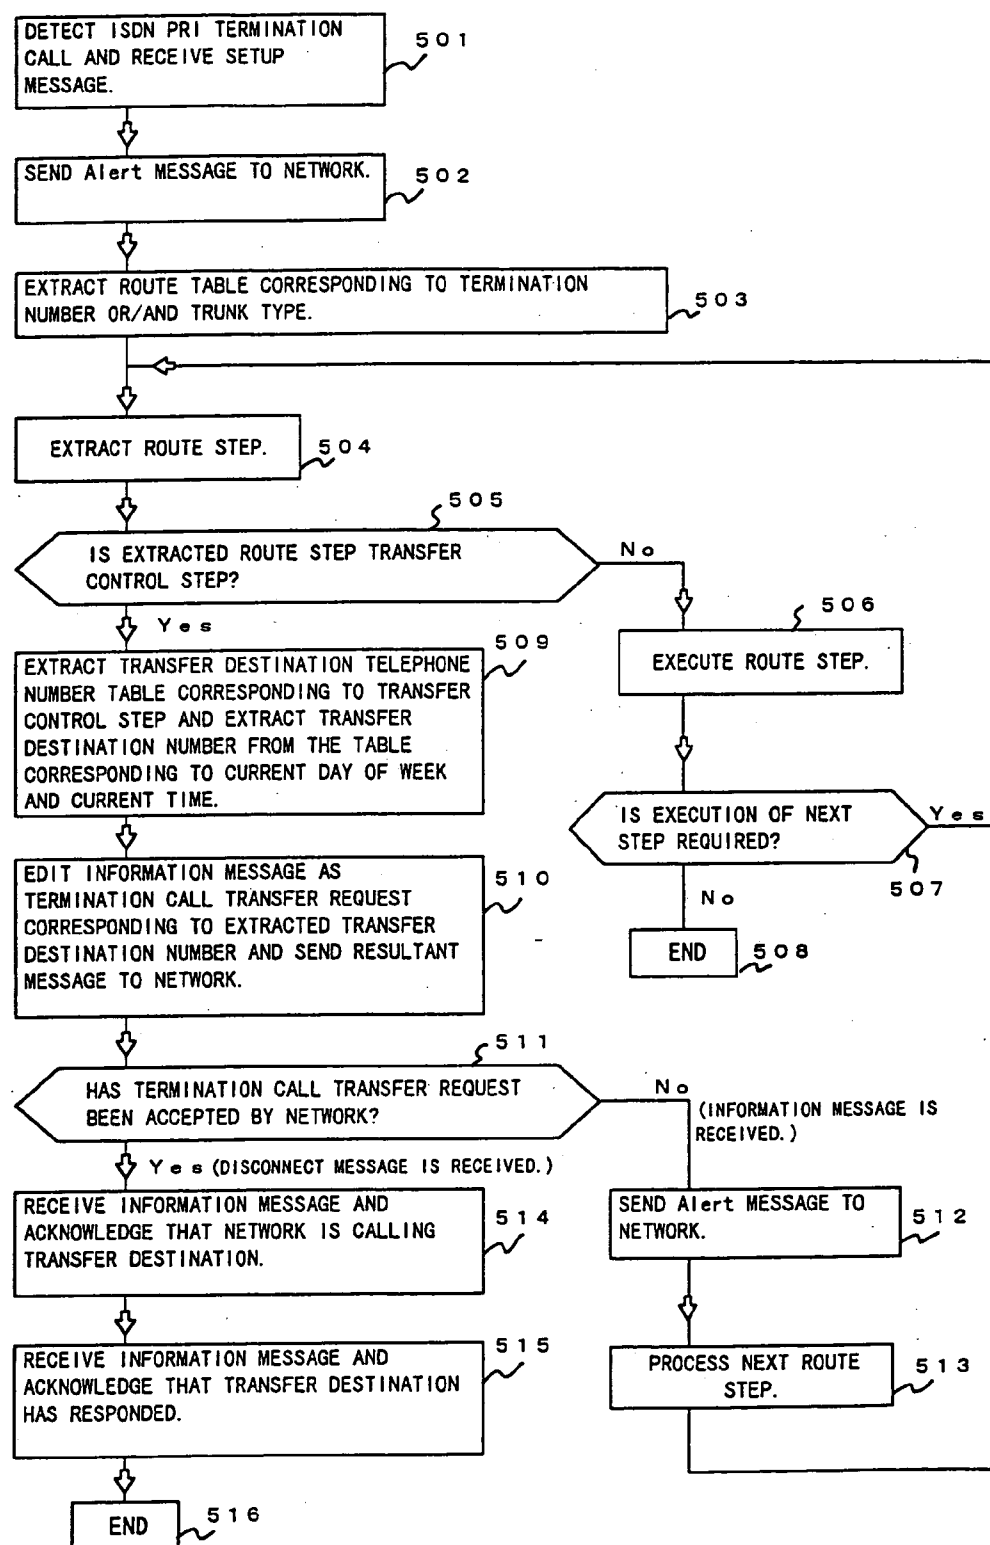 DETECT ISDN PRI TERMINATION
CALL AND RECEIVE SETUP
MESSAGE.
501
SEND Alert MESSAGE TO NETWORK.
502
EXTRACT ROUTE TABLE CORRESPONDING TO TERMINATION
NUMBER OR/AND TRUNK TYPE.
503
EXTRACT ROUTE STEP.
504
505
IS EXTRACTED ROUTE STEP TRANSFER
CONTROL STEP?
No
Yes
506
EXECUTE ROUTE STEP.
509
EXTRACT TRANSFER DESTINATION TELEPHONE
NUMBER TABLE CORRESPONDING TO TRANSFER
CONTROL STEP AND EXTRACT TRANSFER
DESTINATION NUMBER FROM THE TABLE
CORRESPONDING TO CURRENT DAY OF WEEK
AND CURRENT TIME.
IS EXECUTION OF NEXT
STEP REQUIRED?
Yes
507
No
END
508
EDIT INFORMATION MESSAGE AS
TERMINATION CALL TRANSFER REQUEST
CORRESPONDING TO EXTRACTED TRANSFER
DESTINATION NUMBER AND SEND RESULTANT
MESSAGE TO NETWORK.
510
511
HAS TERMINATION CALL TRANSFER REQUEST
BEEN ACCEPTED BY NETWORK?
No
(INFORMATION MESSAGE IS
RECEIVED.)
Yes (DISCONNECT MESSAGE IS RECEIVED.)
RECEIVE INFORMATION MESSAGE AND
ACKNOWLEDGE THAT NETWORK IS CALLING
TRANSFER DESTINATION.
514
SEND Alert MESSAGE TO
NETWORK.
512
RECEIVE INFORMATION MESSAGE AND
ACKNOWLEDGE THAT TRANSFER DESTINATION
HAS RESPONDED.
515
PROCESS NEXT ROUTE
STEP.
513
END
516